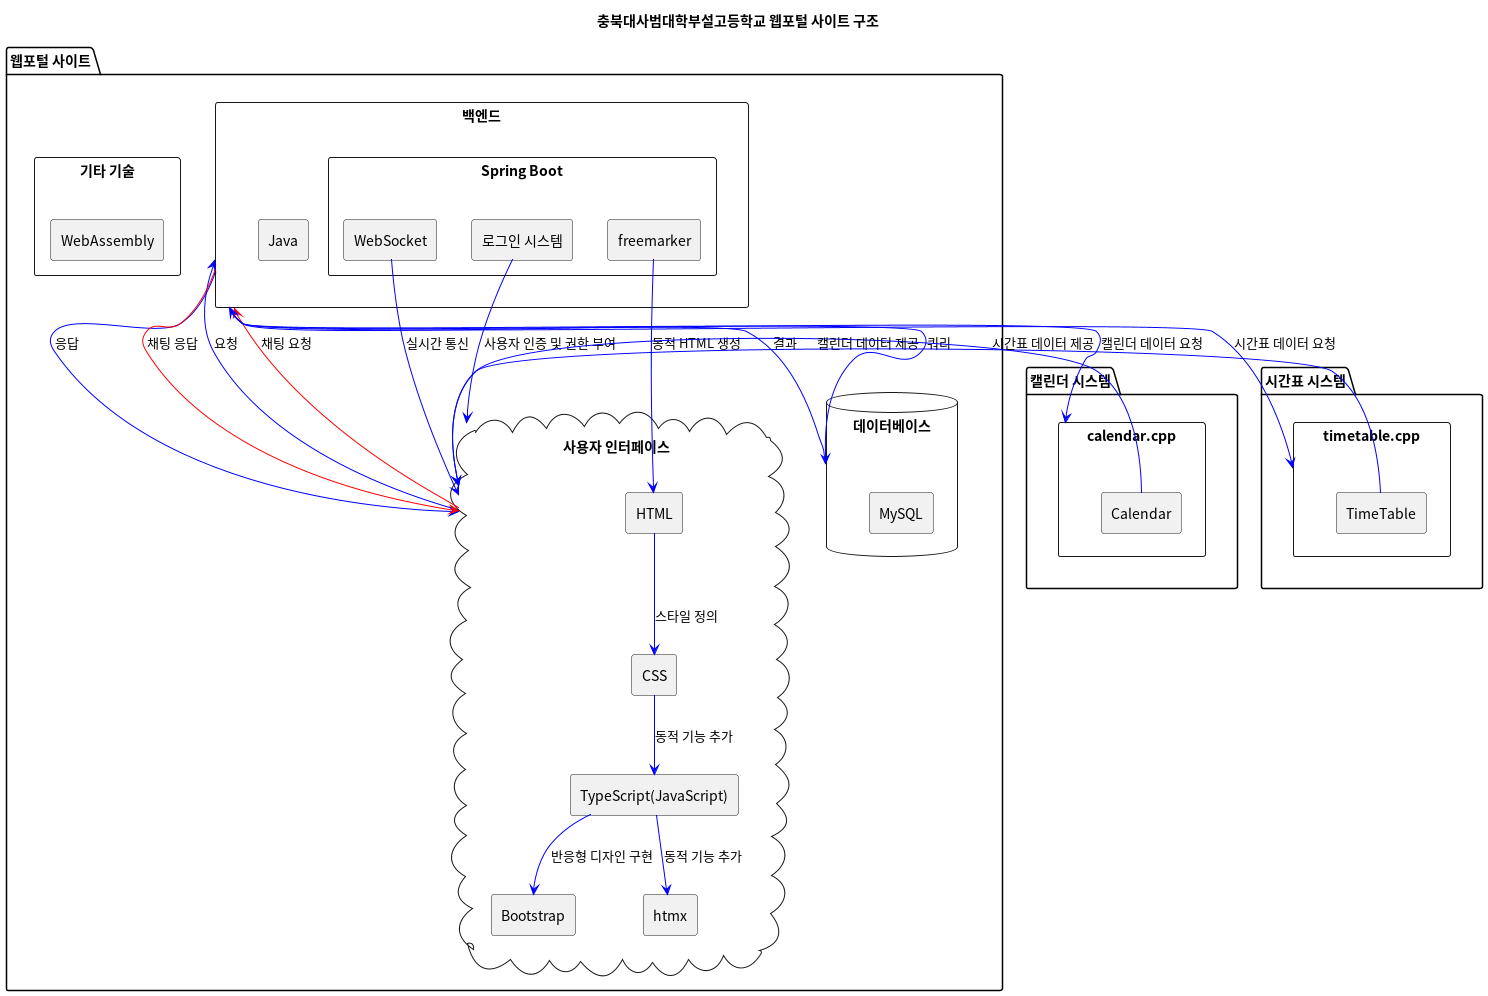 충북대사범대학부설고등학교 웹포털 사이트 구조
웹포털 사이트
백엔드
기타 기술
Spring Boot
WebAssembly
Java
WebSocket
로그인 시스템
freemarker
응답
채팅 응답
요청
채팅 요청
실시간 통신
사용자 인증 및 권한 부여
동적 HTML 생성
결과
캘린더 데이터 제공
쿼리
시간표 데이터 제공
캘린더 데이터 요청
시간표 데이터 요청
캘린더 시스템
시간표 시스템
사용자 인터페이스
데이터베이스
calendar.cpp
timetable.cpp
HTML
MySQL
Calendar
TimeTable
스타일 정의
CSS
동적 기능 추가
TypeScript(JavaScript)
반응형 디자인 구현
동적 기능 추가
Bootstrap
htmx